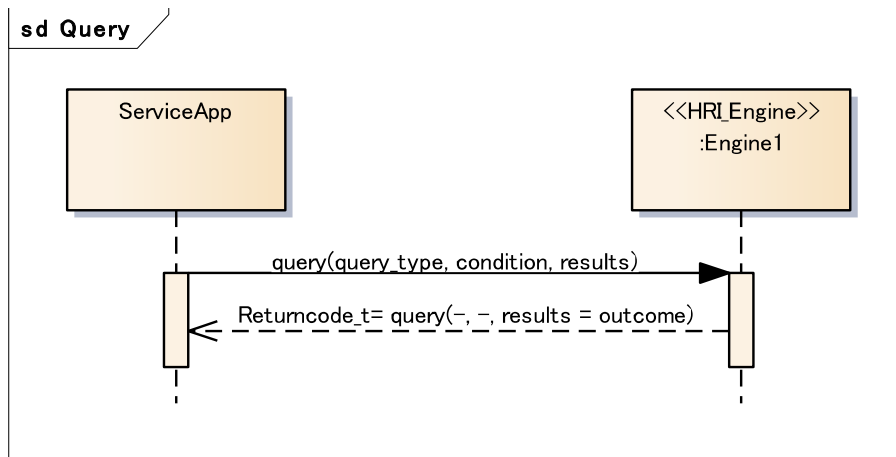 sd Query
ServiceApp
<<HRI_Engine>>
:Engine1
query(query_type, condition, results)
Returncode_t= query(-, -, results = outcome)